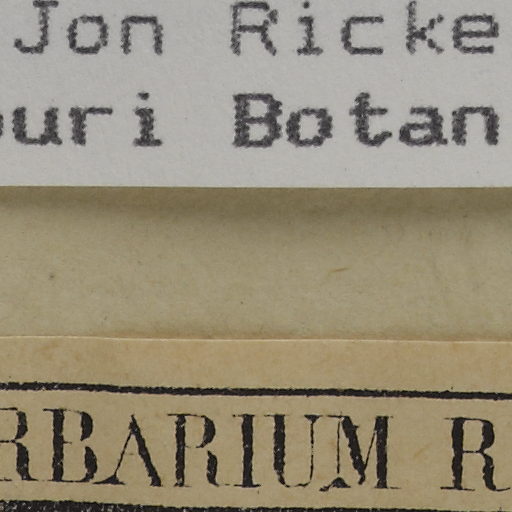 Jon Ricke
ouri Botan
RBARIUM R